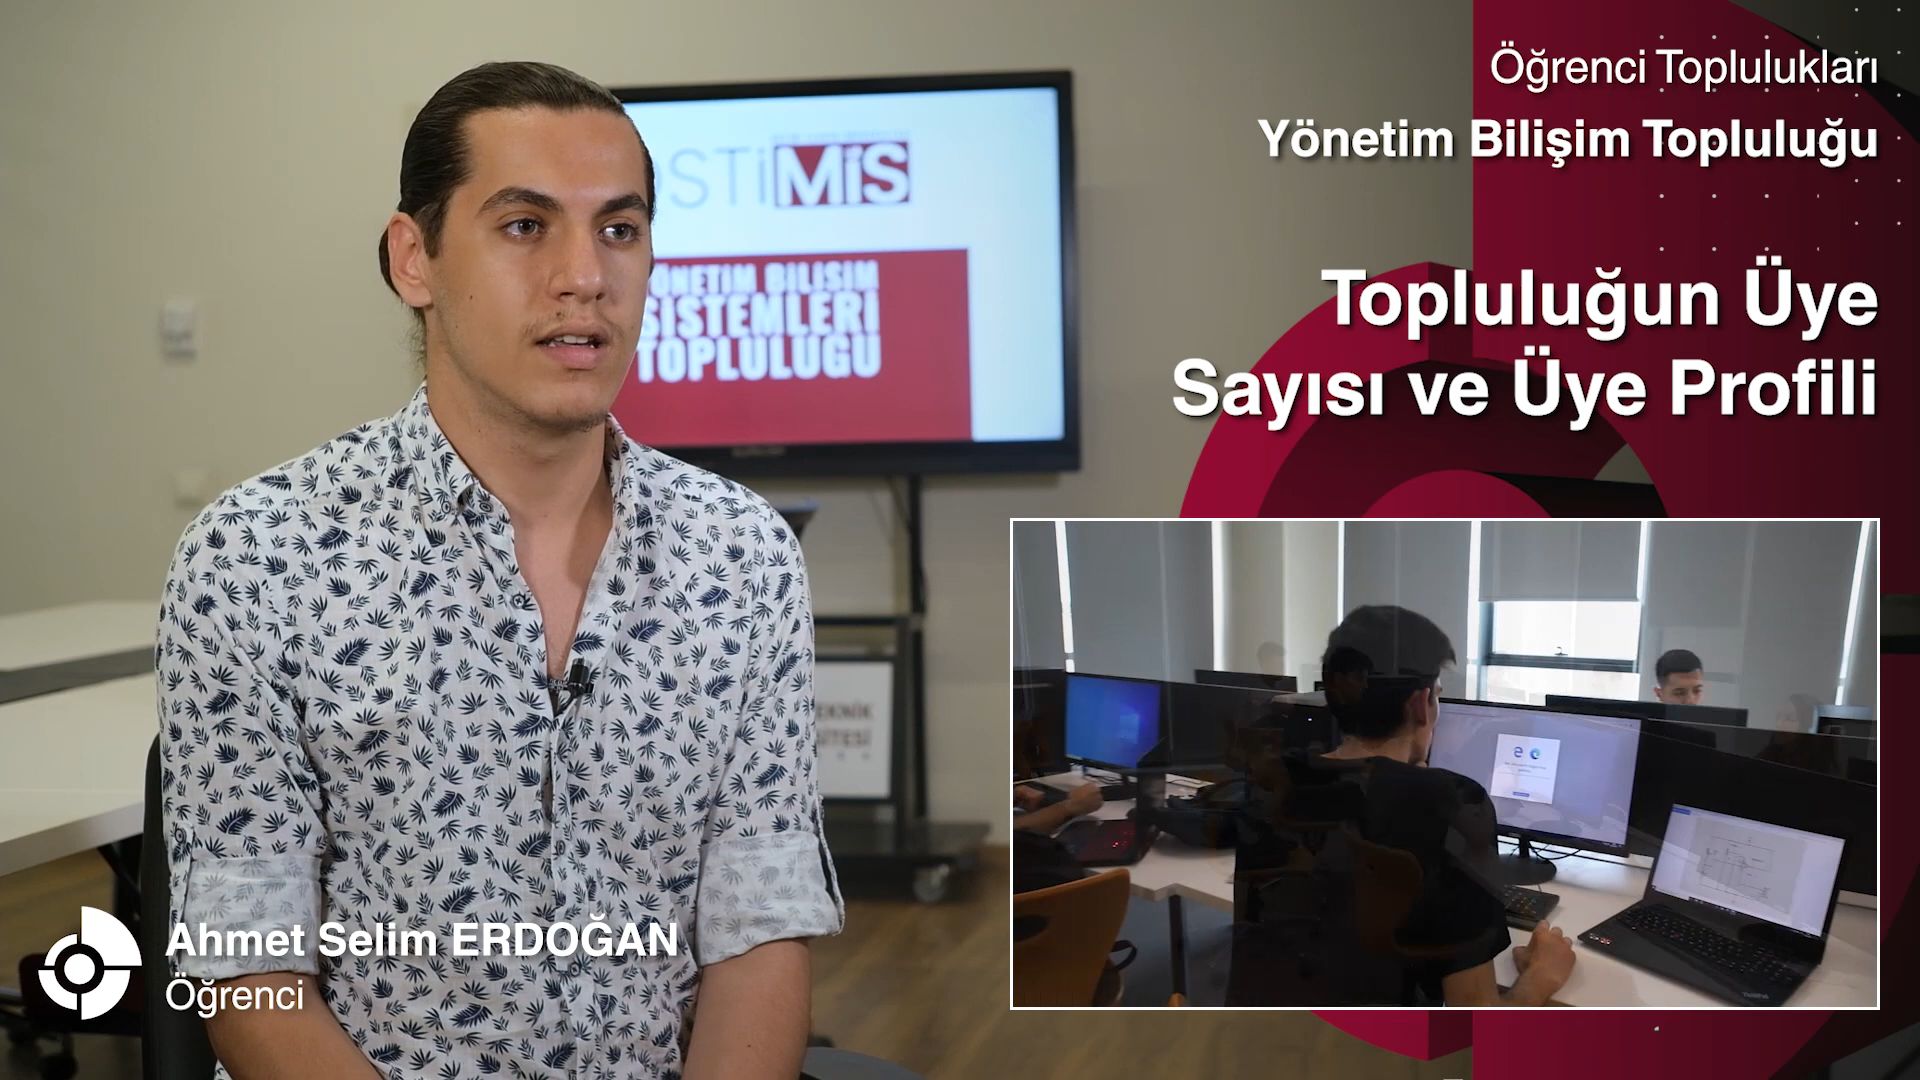 Öğrenci Toplulukları
Yönetim Bilişim Topluluğu
Topluluğun Üye
Sayısı ve Üye Profili
OSTİMİS
YÖNETİM BİLİŞİM
SİSTEMLERİ
TOPLULUĞU
Ahmet Selim ERDOĞAN
Öğrenci